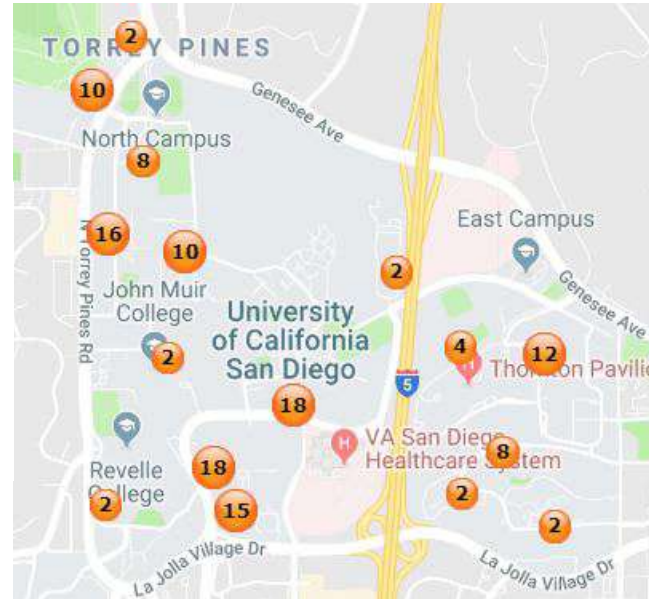 2
TORREY PINES
10
Genesee Ave
North Campus
8
16
East Campus
10
2
N Torrey Pines Rd
John Muir
College
Genesee Ave
University
of California
San Diego
2
4
12
5
Thornton Pavilie
18
H
VA San Diego
Healthcare System
8
Revelle
College
18
2
2
15
2
La Jolla Village Dr
La Jolla Village Dr